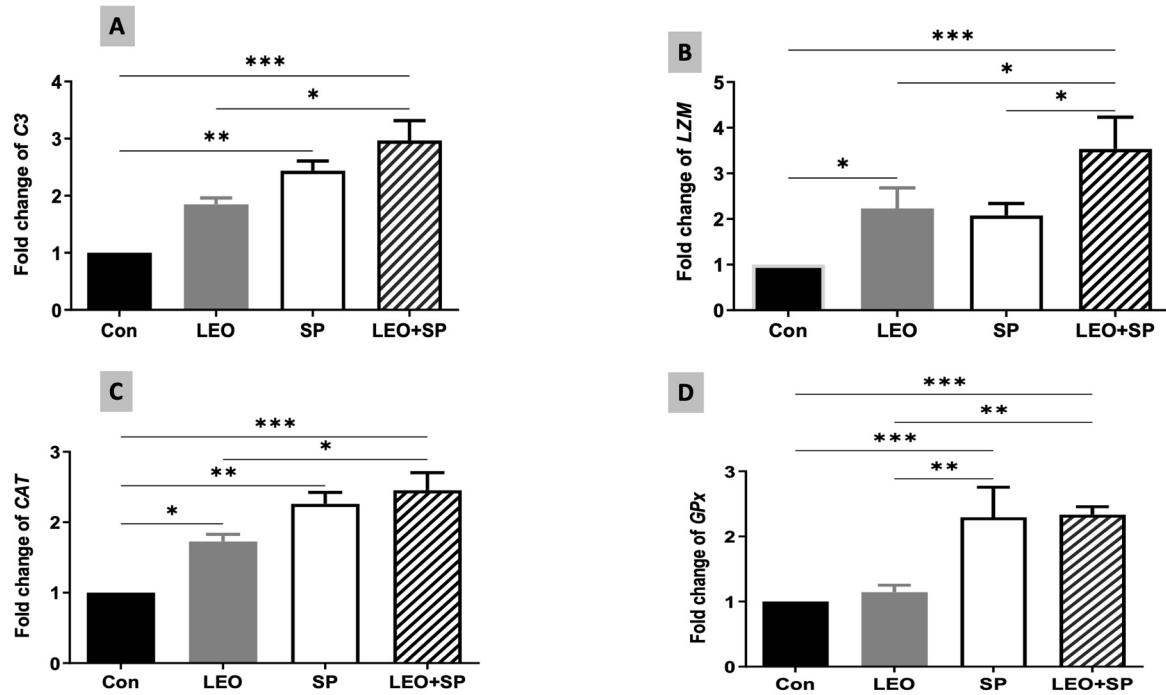 A
Fold change of C3
4
3
2
1
0
***
*
**
Con LEO SP LEO+SP
B
Fold change of LZM
5
4
3
2
1
0
***
*
*
*
Con LEO SP LEO+SP
C
Fold change of CAT
3
2
1
0
***
*
**
*
Con LEO SP LEO+SP
D
Fold change of GPx
3
2
1
0
***
**
***
**
Con LEO SP LEO+SP